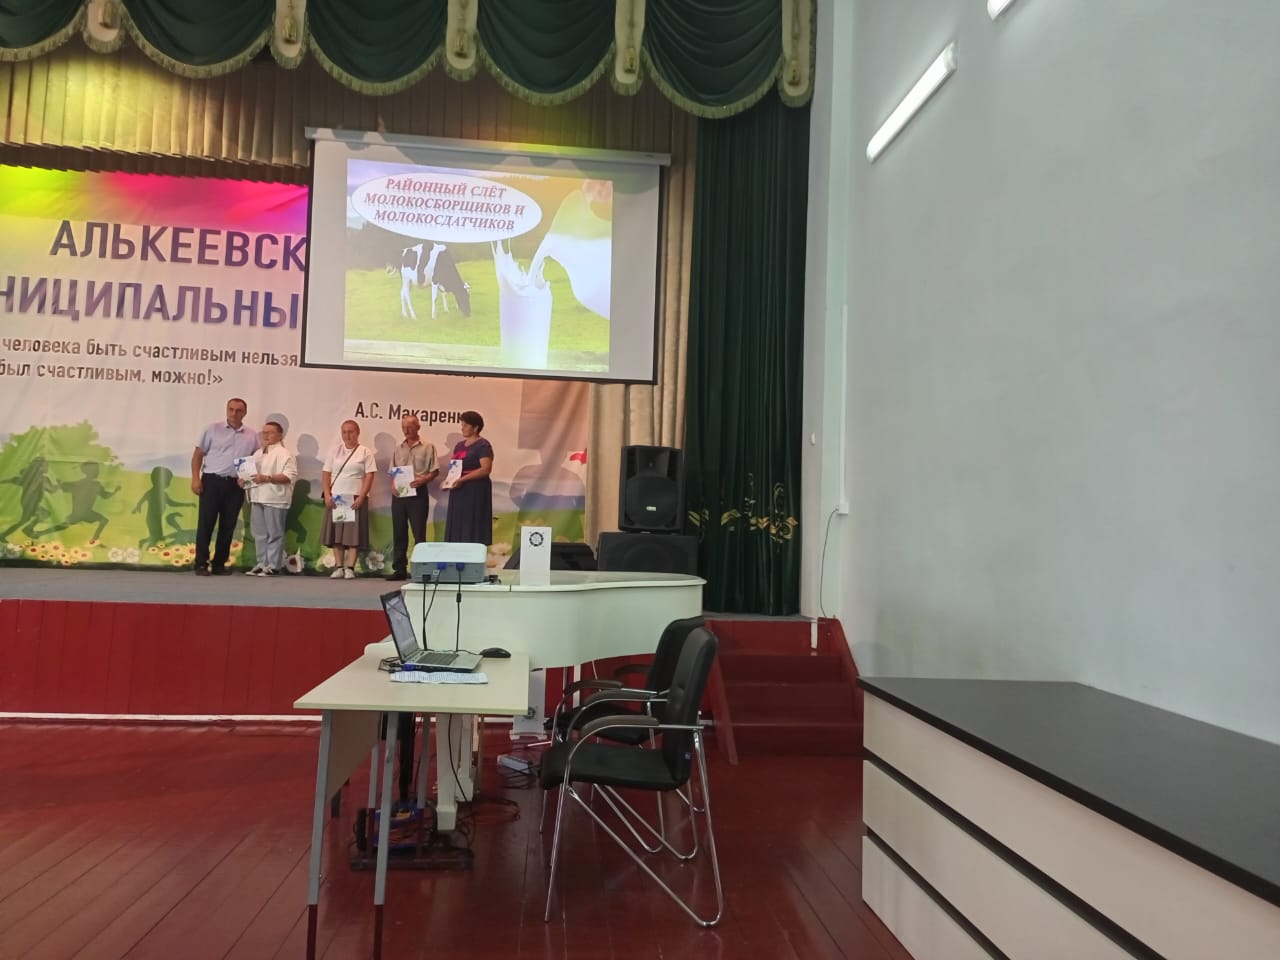 РАЙОННЫЙ СЛЁТ
МОЛОКОСБОРЩИКОВ И
МОЛОКОСДАТЧИКОВ
АЛЬКЕЕВСК
НИЦИПАЛЬНЫ
человека быть счастливым нельзя
был счастливым, можно!»
А.С. Макаренк